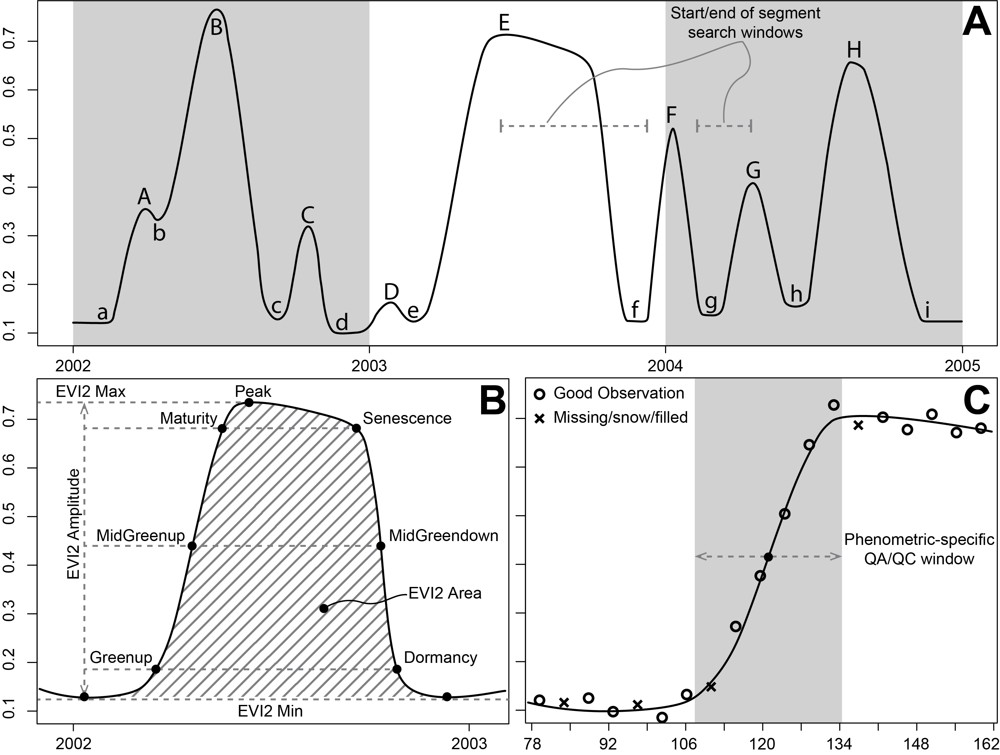 Start/end of segment
search windows
A
E
B
H
F
G
A
C
b
D
a
c
d
e
f
g
h
i
0.7
0.6
0.5
0.4
0.3
0.2
0.1
2002
2003
2004
2005
B
EVI2 Max
Peak
Maturity
Senescence
EVI2 Amplitude
MidGreenup
MidGreendown
EVI2 Area
Greenup
Dormancy
EVI2 Min
0.7
0.6
0.5
0.4
0.3
0.2
0.1
2002
2003
C
Good Observation
Missing/snow/filled
Phenometric-specific
QA/QC window
78
92
106
120
134
148
162